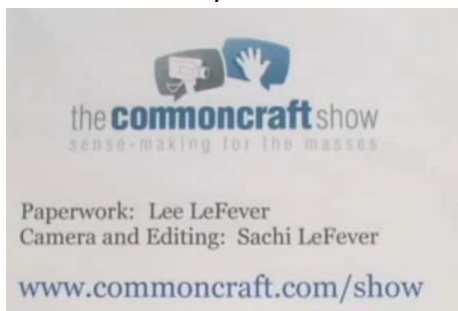 the commoncraft show
sense-making for the masses
Paperwork: Lee LeFever
Camera and Editing: Sachi LeFever
www.commoncraft.com/show